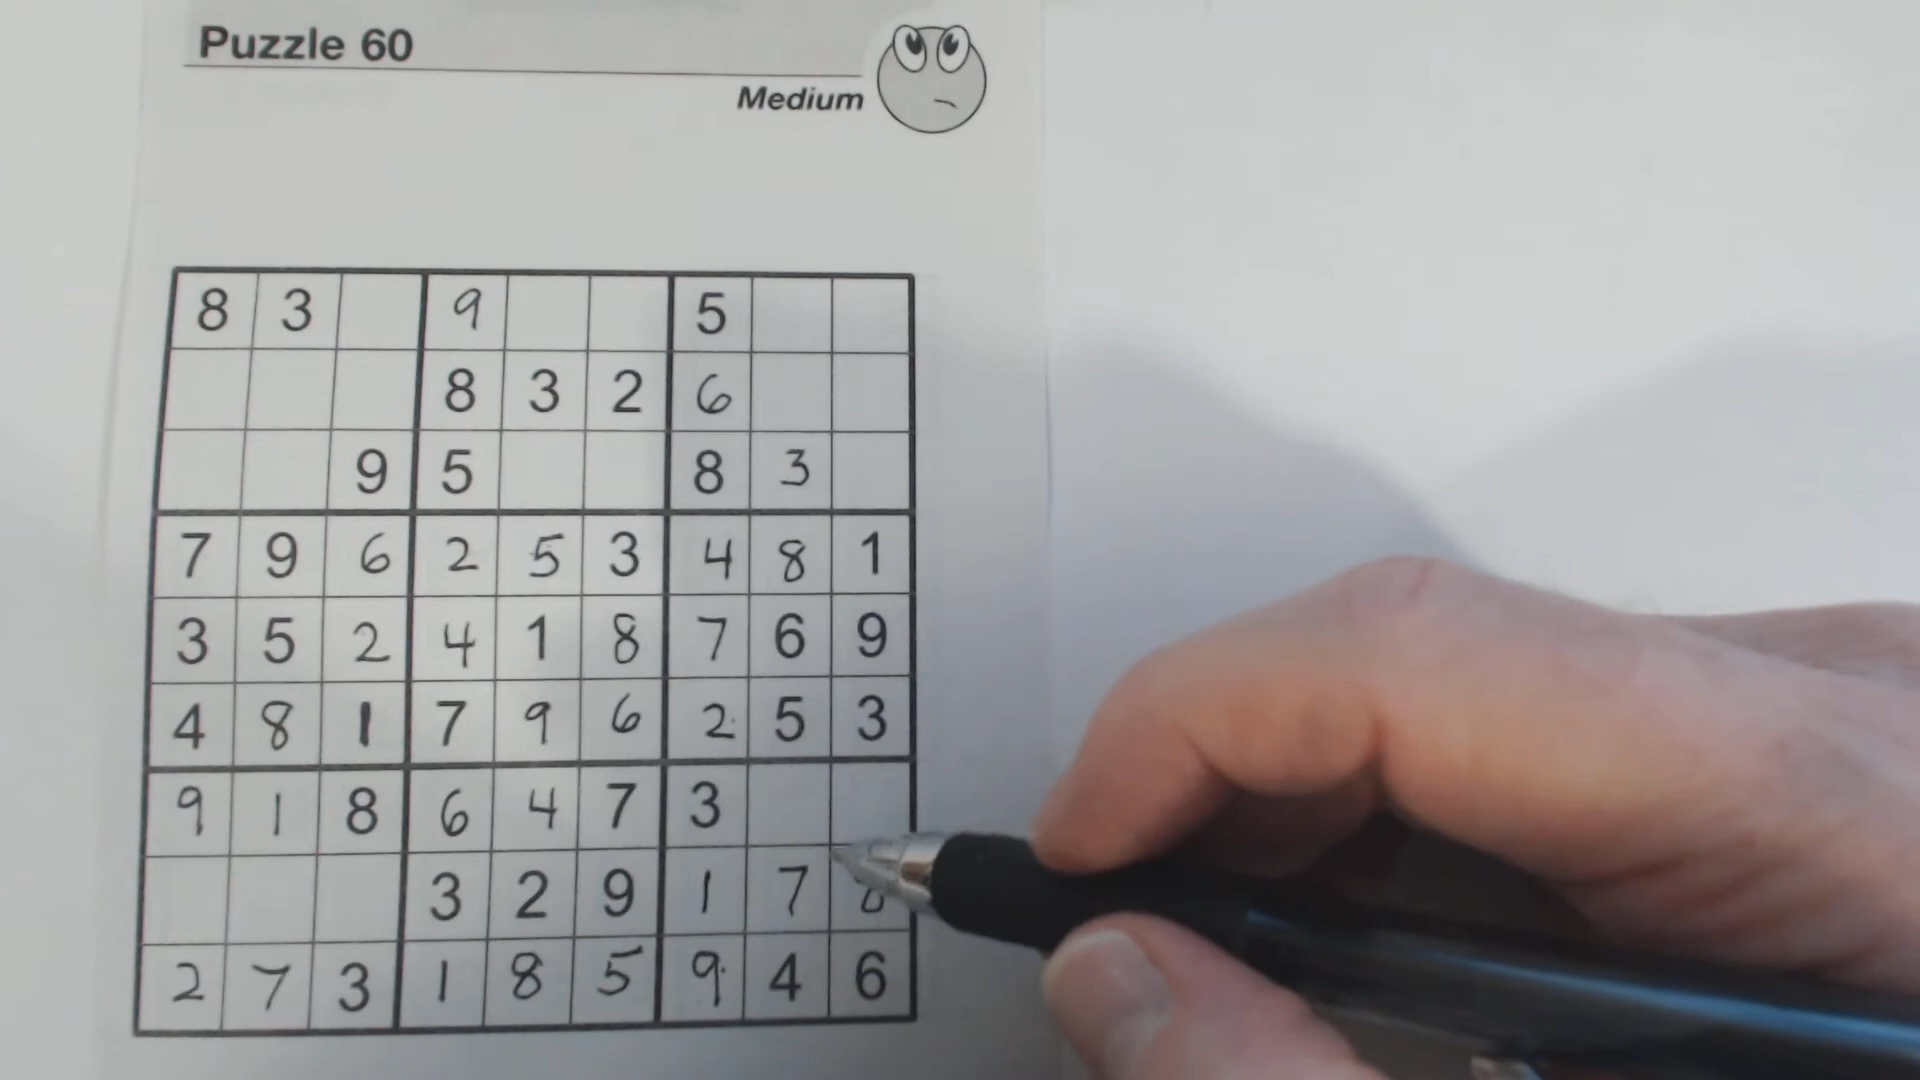 Puzzle 60
Medium
8 3 9 5
8 3 2 6
9 5 8 3
7 9 6 2 5 3 4 8 1
3 5 2 4 1 8 7 6 9
4 8 1 7 9 6 2 5 3
9 1 8 6 4 7 3
3 2 9 1 7
2 7 3 1 8 5 9 4 6